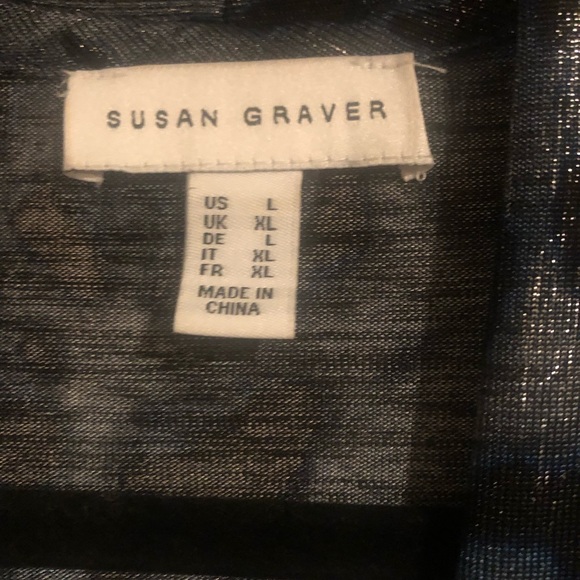 SUSAN GRAVER
US L
UK XL
DE L
IT XL
FR XL
MADE IN
CHINA